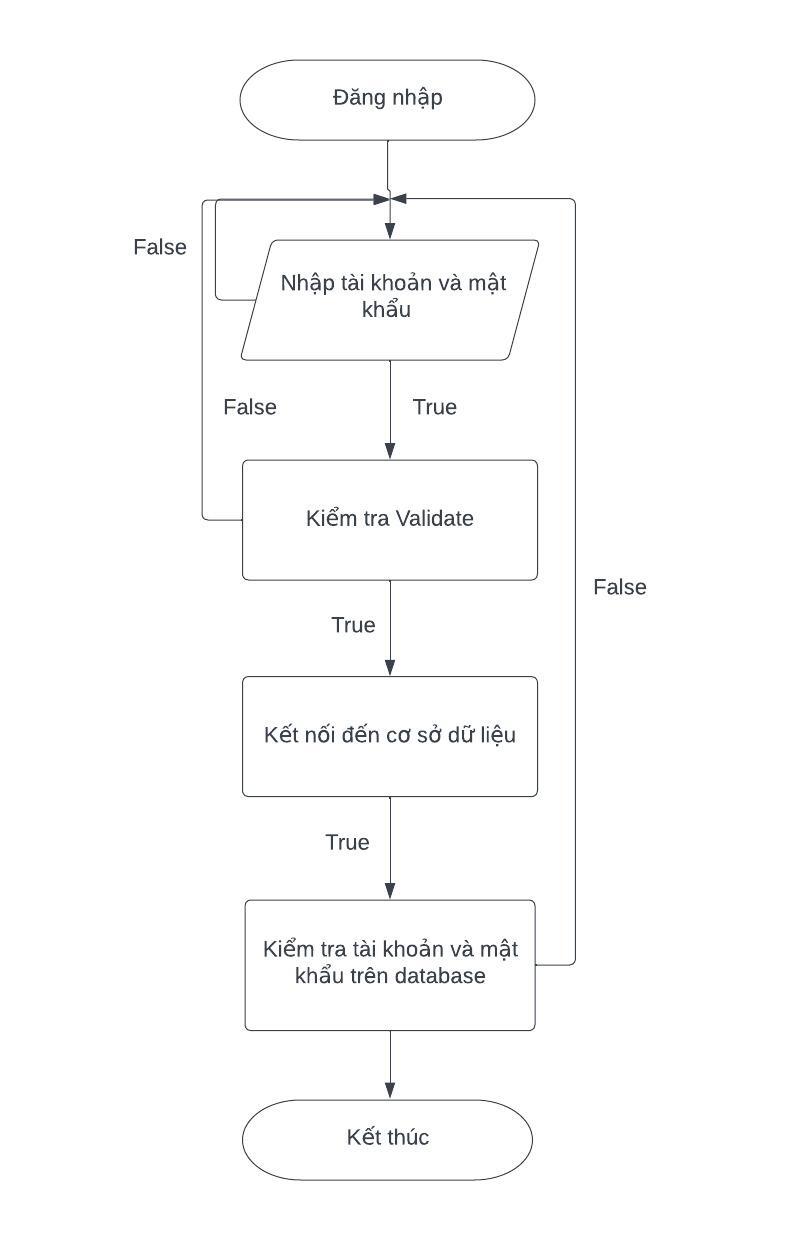 Đăng nhập
False
Nhập tài khoản và mật
khẩu
False
True
Kiểm tra Validate
False
True
Kết nối đến cơ sở dữ liệu
True
Kiểm tra tài khoản và mật
khẩu trên database
Kết thúc